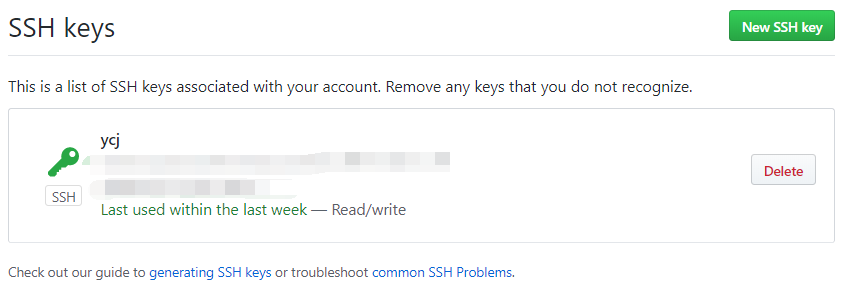 SSH keys
New SSH key
This is a list of SSH keys associated with your account. Remove any keys that you do not recognize.
ycj
SSH
Last used within the last week — Read/write
Delete
Check out our guide to generating SSH keys or troubleshoot common SSH Problems.